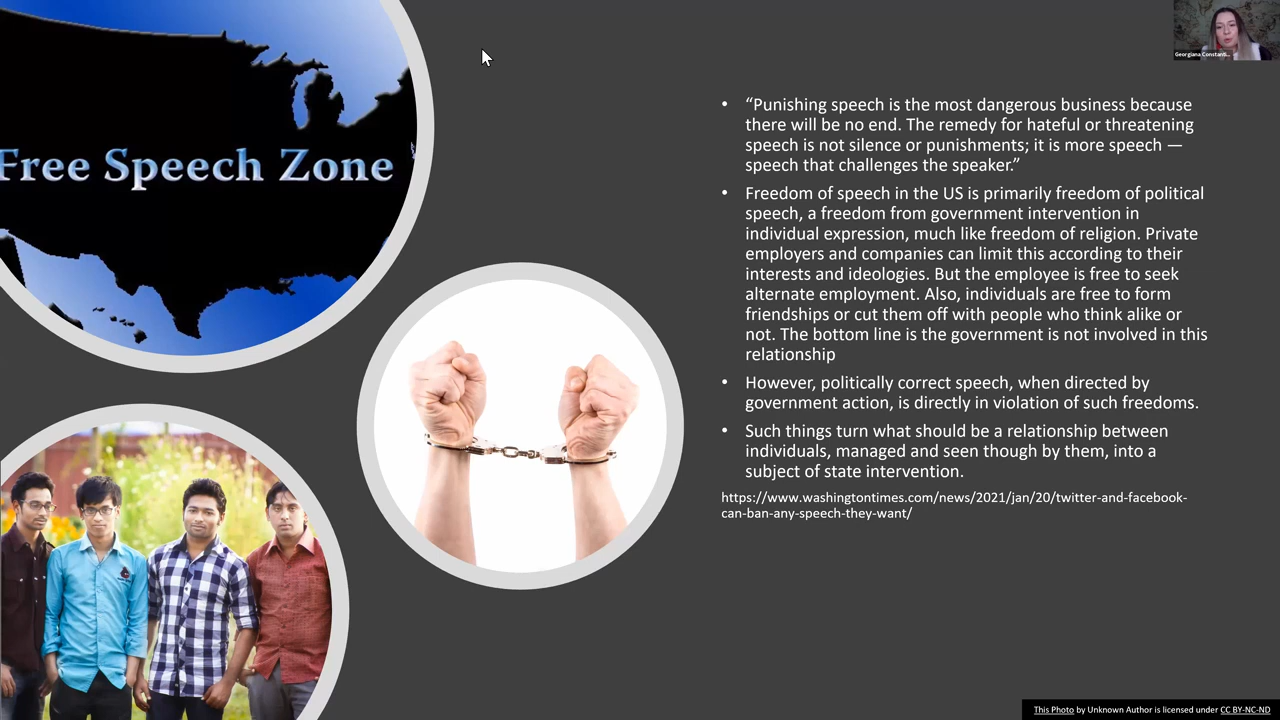 Free Speech Zone
Georgiana Constanti...
• “Punishing speech is the most dangerous business because
there will be no end. The remedy for hateful or threatening
speech is not silence or punishments; it is more speech —
speech that challenges the speaker.”
• Freedom of speech in the US is primarily freedom of political
speech, a freedom from government intervention in
individual expression, much like freedom of religion. Private
employers and companies can limit this according to their
interests and ideologies. But the employee is free to seek
alternate employment. Also, individuals are free to form
friendships or cut them off with people who think alike or
not. The bottom line is the government is not involved in this
relationship
• However, politically correct speech, when directed by
government action, is directly in violation of such freedoms.
• Such things turn what should be a relationship between
individuals, managed and seen though by them, into a
subject of state intervention.
https://www.washingtontimes.com/news/2021/jan/20/twitter-and-facebook-
can-ban-any-speech-they-want/
This Photo by Unknown Author is licensed under CC BY-NC-ND